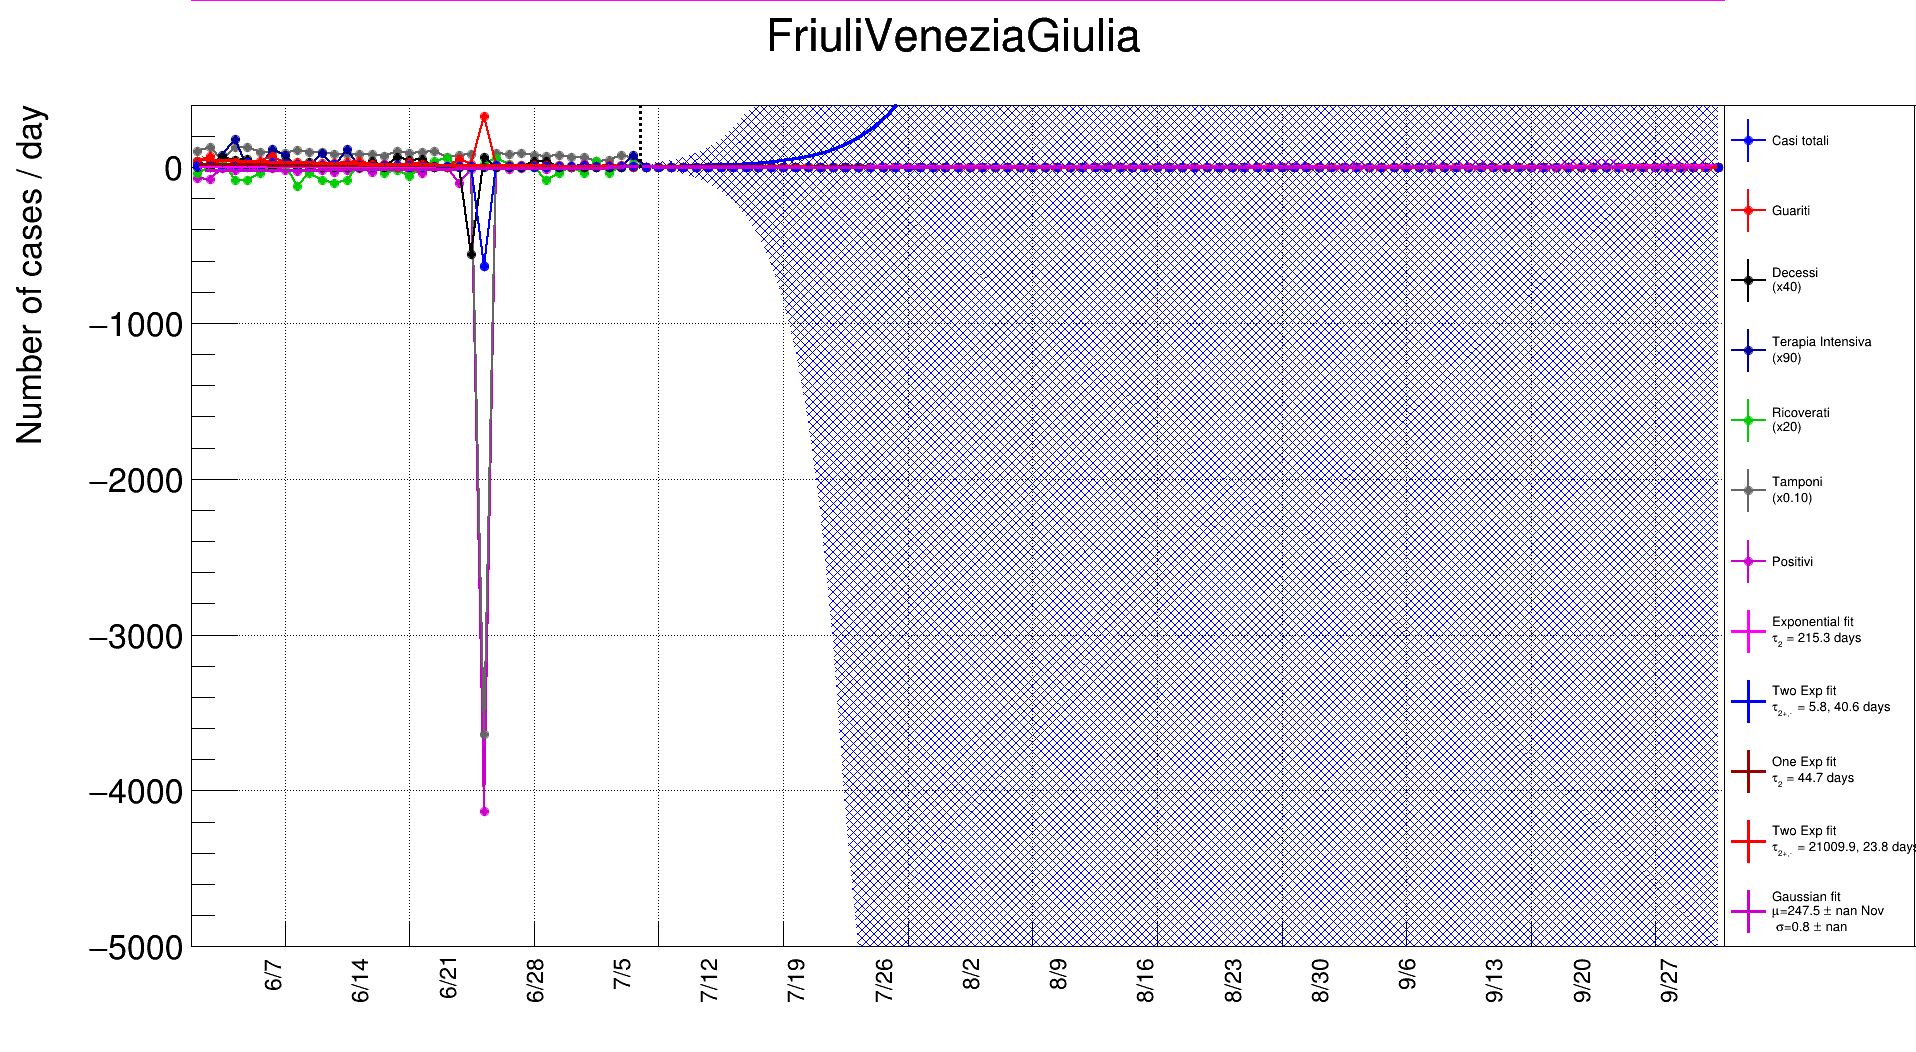 FriuliVeneziaGiulia
Number of cases / day
0
−1000
−2000
−3000
−4000
−5000
6/7
6/14
6/21
6/28
7/5
7/12
7/19
7/26
8/2
8/9
8/16
8/23
8/30
9/6
9/13
9/20
9/27
Casi totali
Guariti
Decessi
(x40)
Terapia Intensiva
(x90)
Ricoverati
(x20)
Tamponi
(x0.10)
Positivi
Exponential fit
τ2 = 215.3 days
Two Exp fit
τ2+,- = 5.8, 40.6 days
One Exp fit
τ2 = 44.7 days
Two Exp fit
τ2+,- = 21009.9, 23.8 days
Gaussian fit
μ=247.5 ± nan Nov
σ=0.8 ± nan